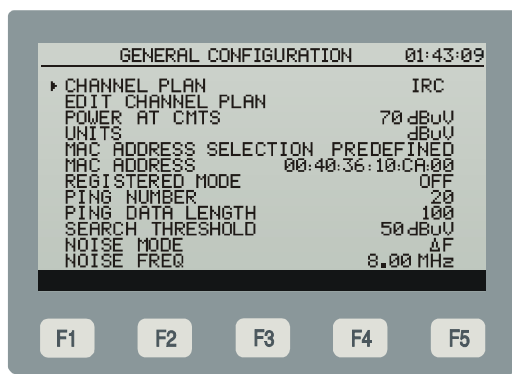 GENERAL CONFIGURATION 01:43:09
CHANNEL PLAN IRC
EDIT CHANNEL PLAN
POWER AT CMTS 70 dBuV
UNITS dBuV
MAC ADDRESS SELECTION PREDEFINED
MAC ADDRESS 00:40:36:10:CA:00
REGISTERED MODE OFF
PING NUMBER 20
PING DATA LENGTH 100
SEARCH THRESHOLD 50 dBuV
NOISE MODE ΔF
NOISE FREQ 8.00 MHz
F1 F2 F3 F4 F5